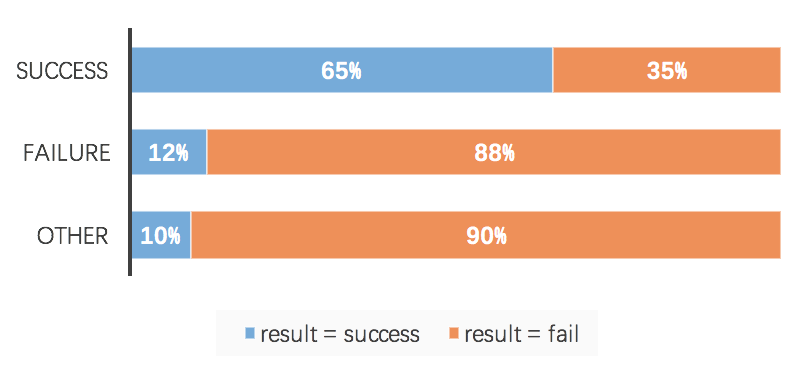 SUCCESS 65% 35%
FAILURE 12% 88%
OTHER 10% 90%
result = success result = fail